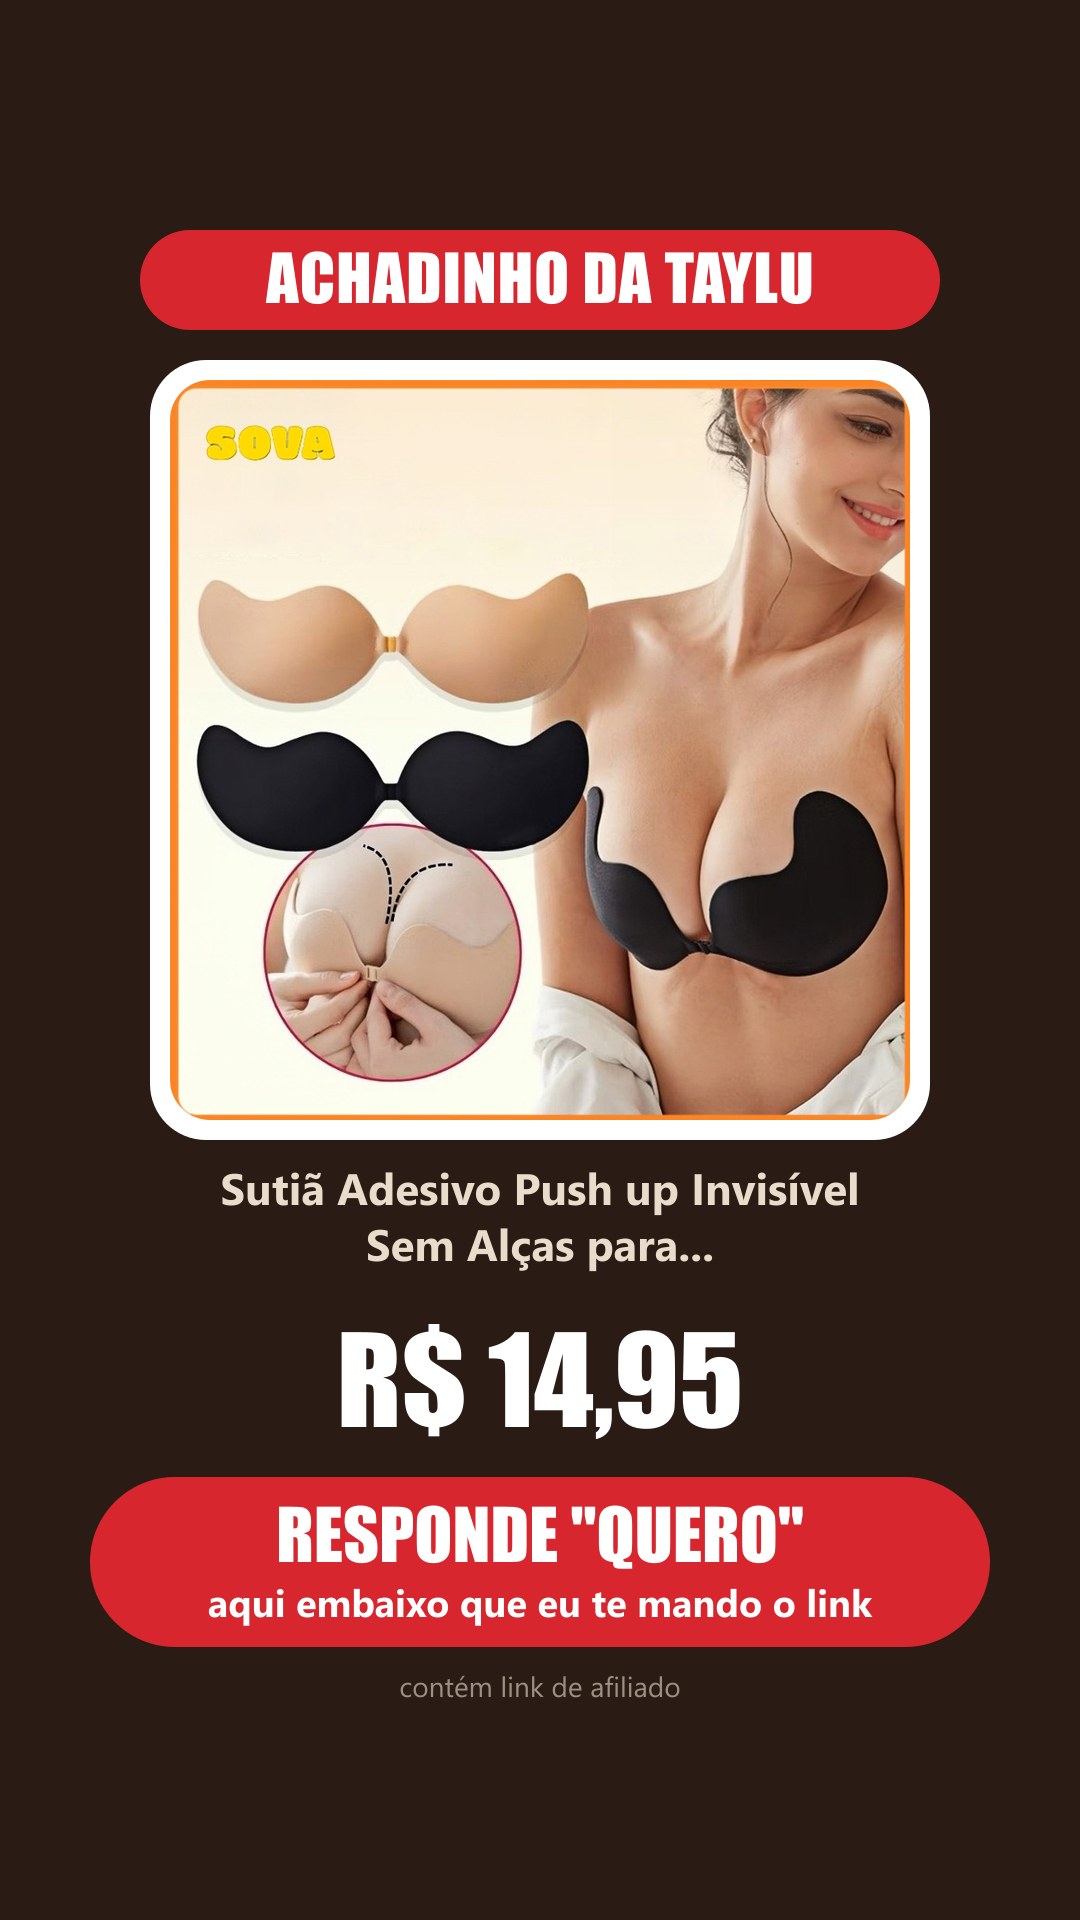 ACHADINHO DA TAYLU
SOVA
Sutiã Adesivo Push up Invisível
Sem Alças para...
R$ 14,95
RESPONDE "QUERO"
aqui embaixo que eu te mando o link
contém link de afiliado